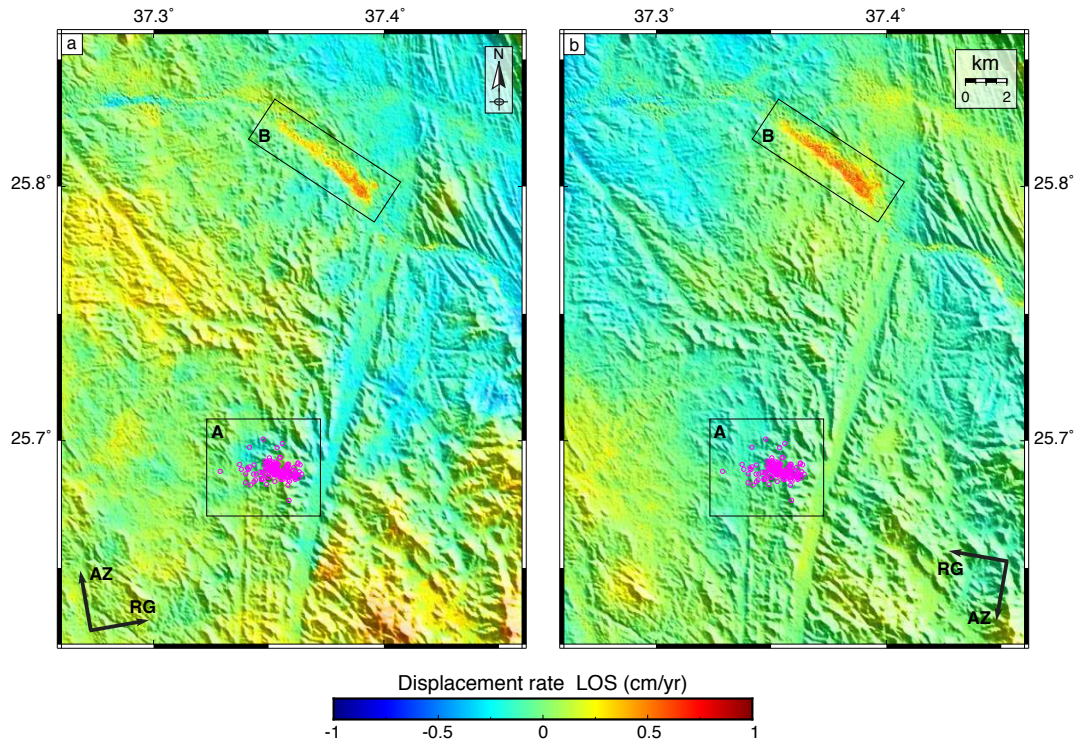 37.3° 37.4° 37.3° 37.4°
a N b km
0 2
B B
25.8° 25.8°
25.7° 25.7°
A A
AZ RG RG AZ
Displacement rate LOS (cm/yr)
-1 -0.5 0 0.5 1